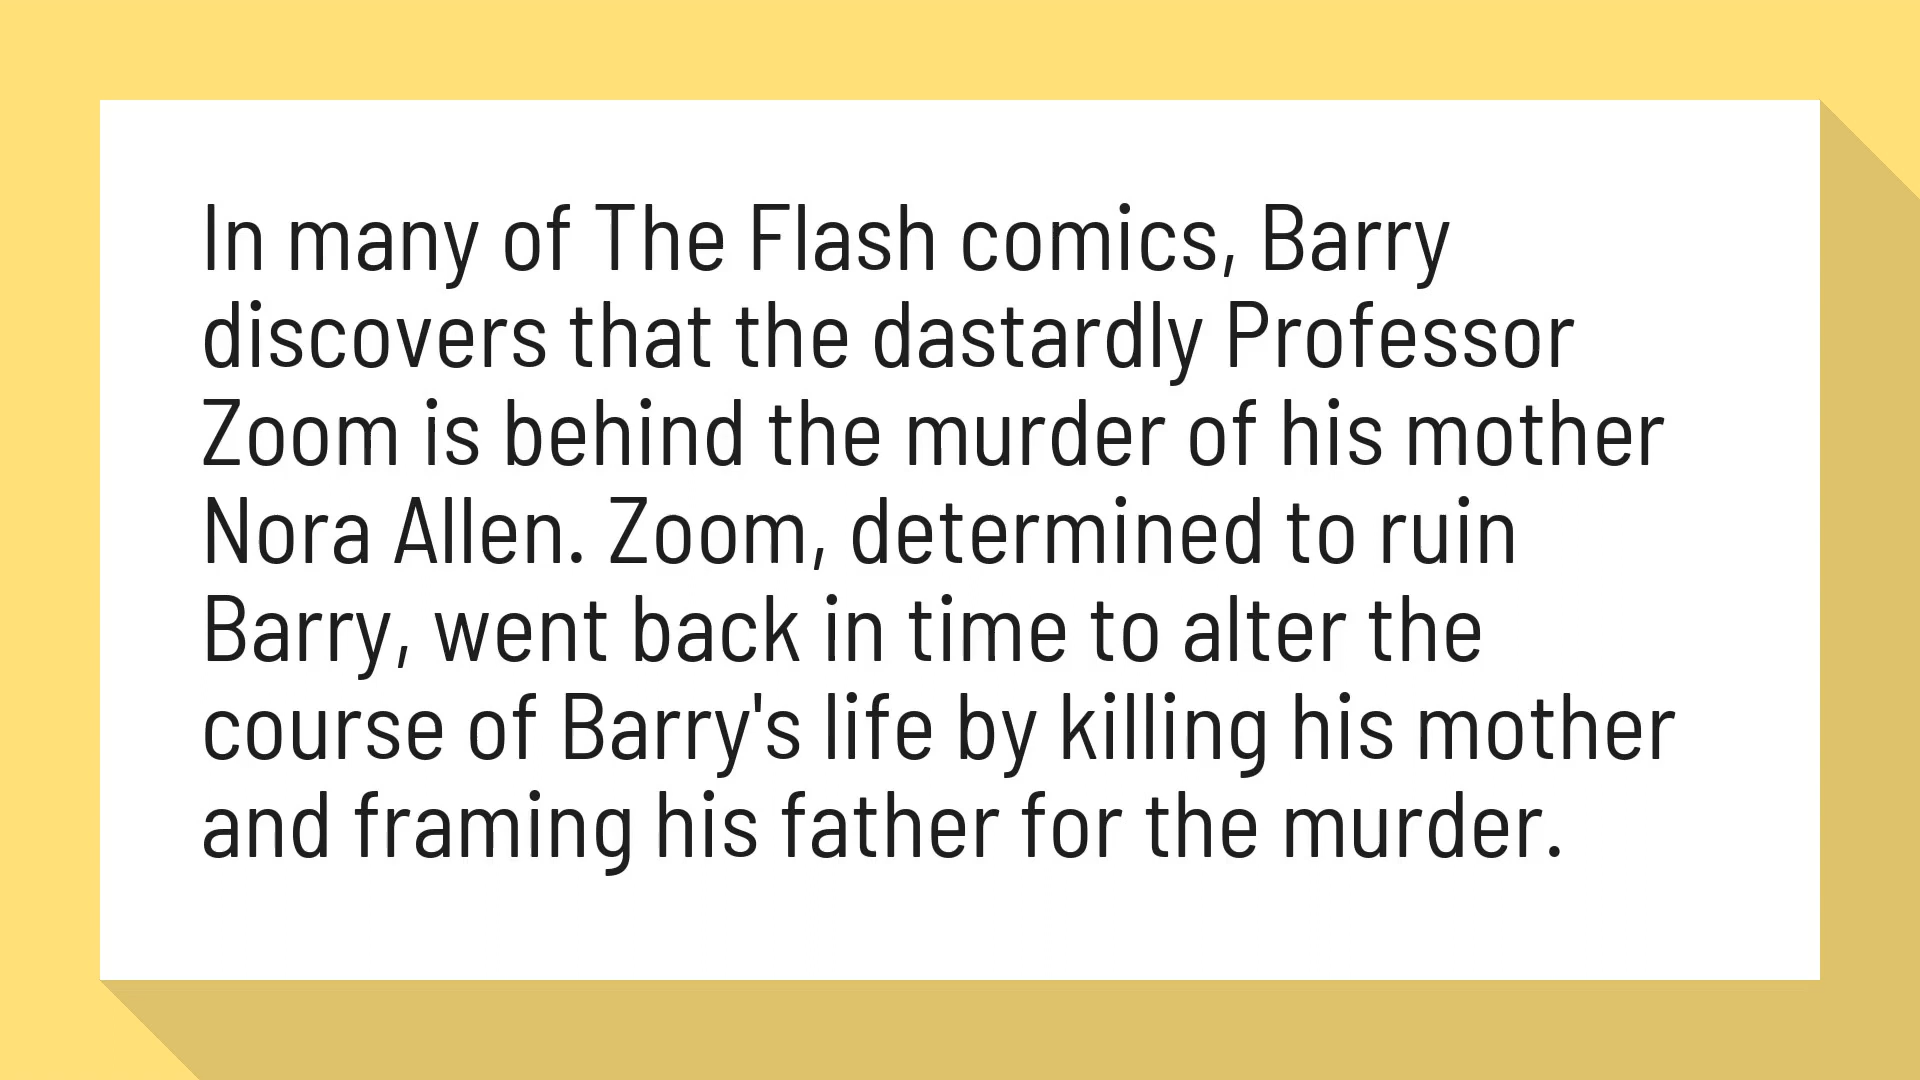 In many of The Flash comics, Barry
discovers that the dastardly Professor
Zoom is behind the murder of his mother
Nora Allen. Zoom, determined to ruin
Barry, went back in time to alter the
course of Barry's life by killing his mother
and framing his father for the murder.